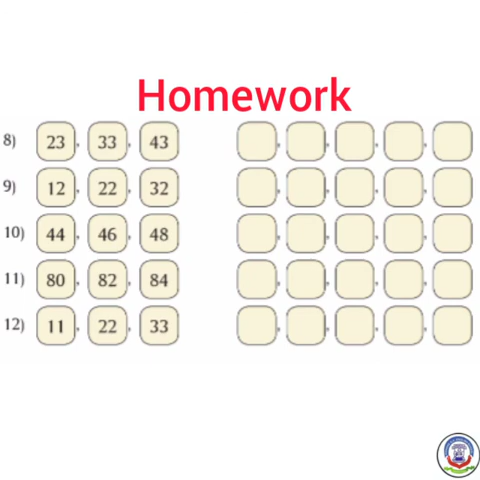 Homework
8) 23, 33, 43 , , , ,
9) 12, 22, 32 , , , ,
10) 44, 46, 48 , , , ,
11) 80, 82, 84 , , , ,
12) 11, 22, 33 , , , ,